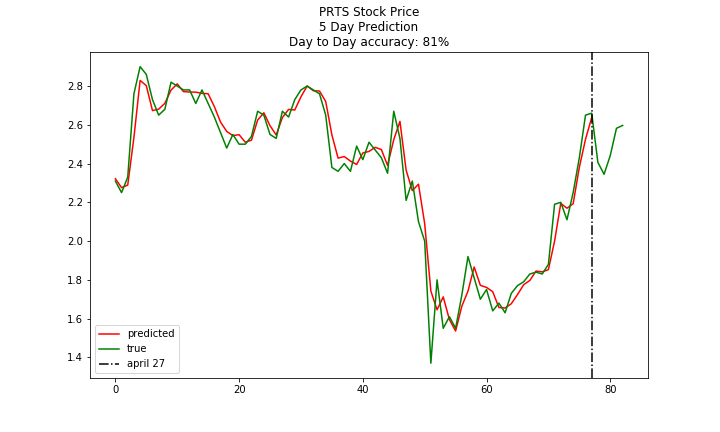 PRTS Stock Price
5 Day Prediction
Day to Day accuracy: 81%
2.8
2.6
2.4
2.2
2.0
1.8
1.6
1.4
predicted
true
april 27
0 20 40 60 80